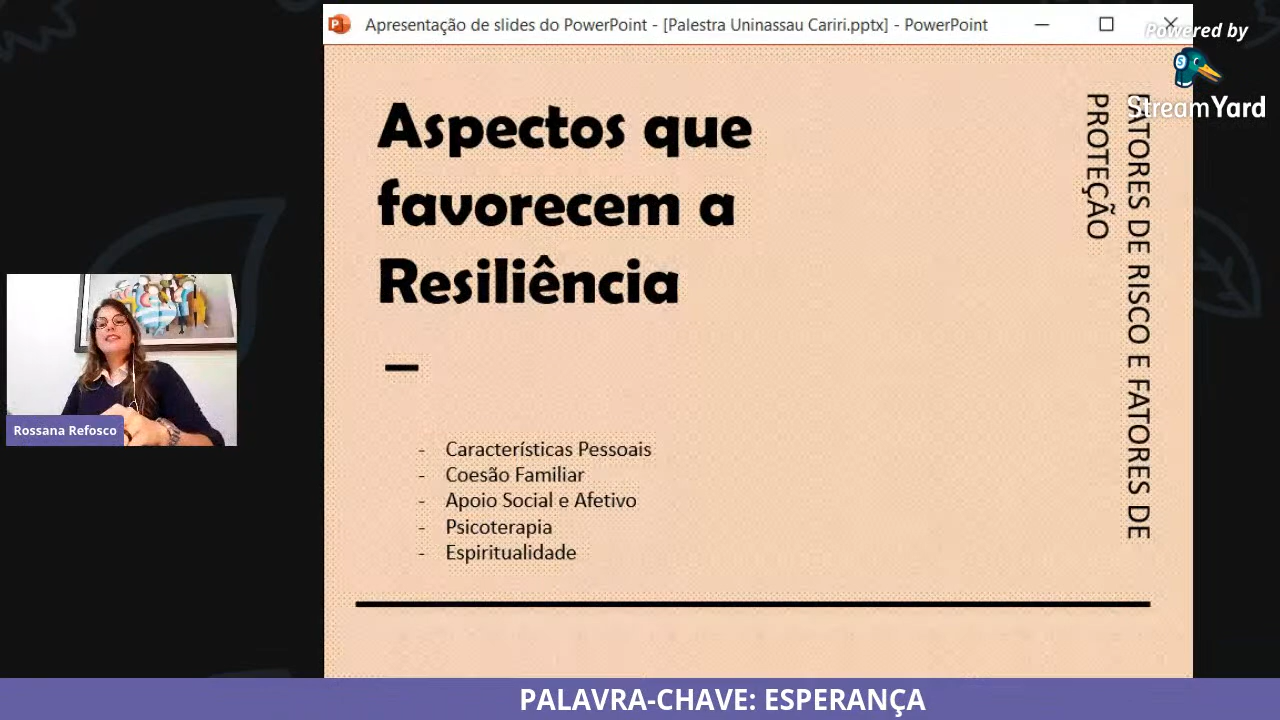 Apresentação de slides do PowerPoint - [Palestra Uninassau Cariri.pptx] - PowerPoint
Powered by
StreamYard
Aspectos que
favorecem a
Resiliência
FATORES DE RISCO E FATORES DE
PROTEÇÃO
- Características Pessoais
- Coesão Familiar
- Apoio Social e Afetivo
- Psicoterapia
- Espiritualidade
Rossana Refosco
PALAVRA-CHAVE: ESPERANÇA